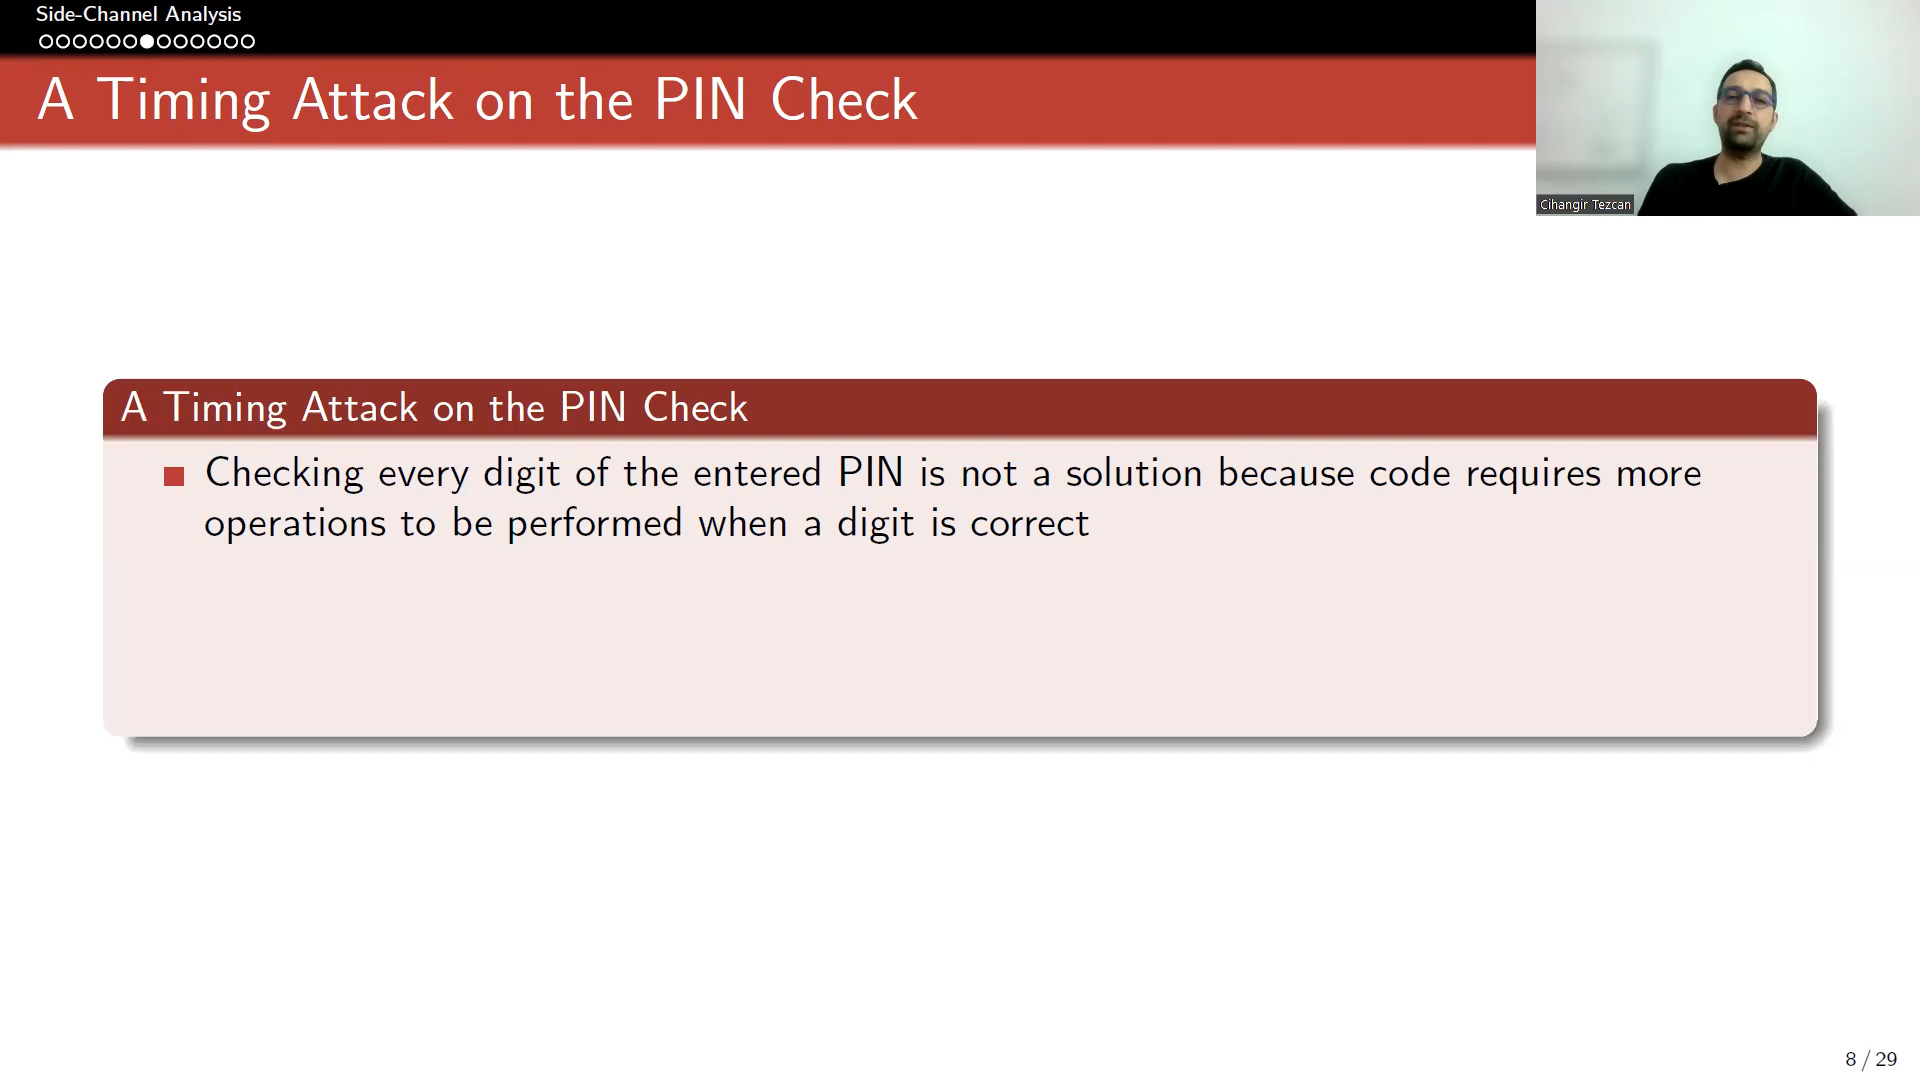 Side-Channel Analysis
A Timing Attack on the PIN Check
Cihangir Tezcan
A Timing Attack on the PIN Check
Checking every digit of the entered PIN is not a solution because code requires more
operations to be performed when a digit is correct
8 / 29